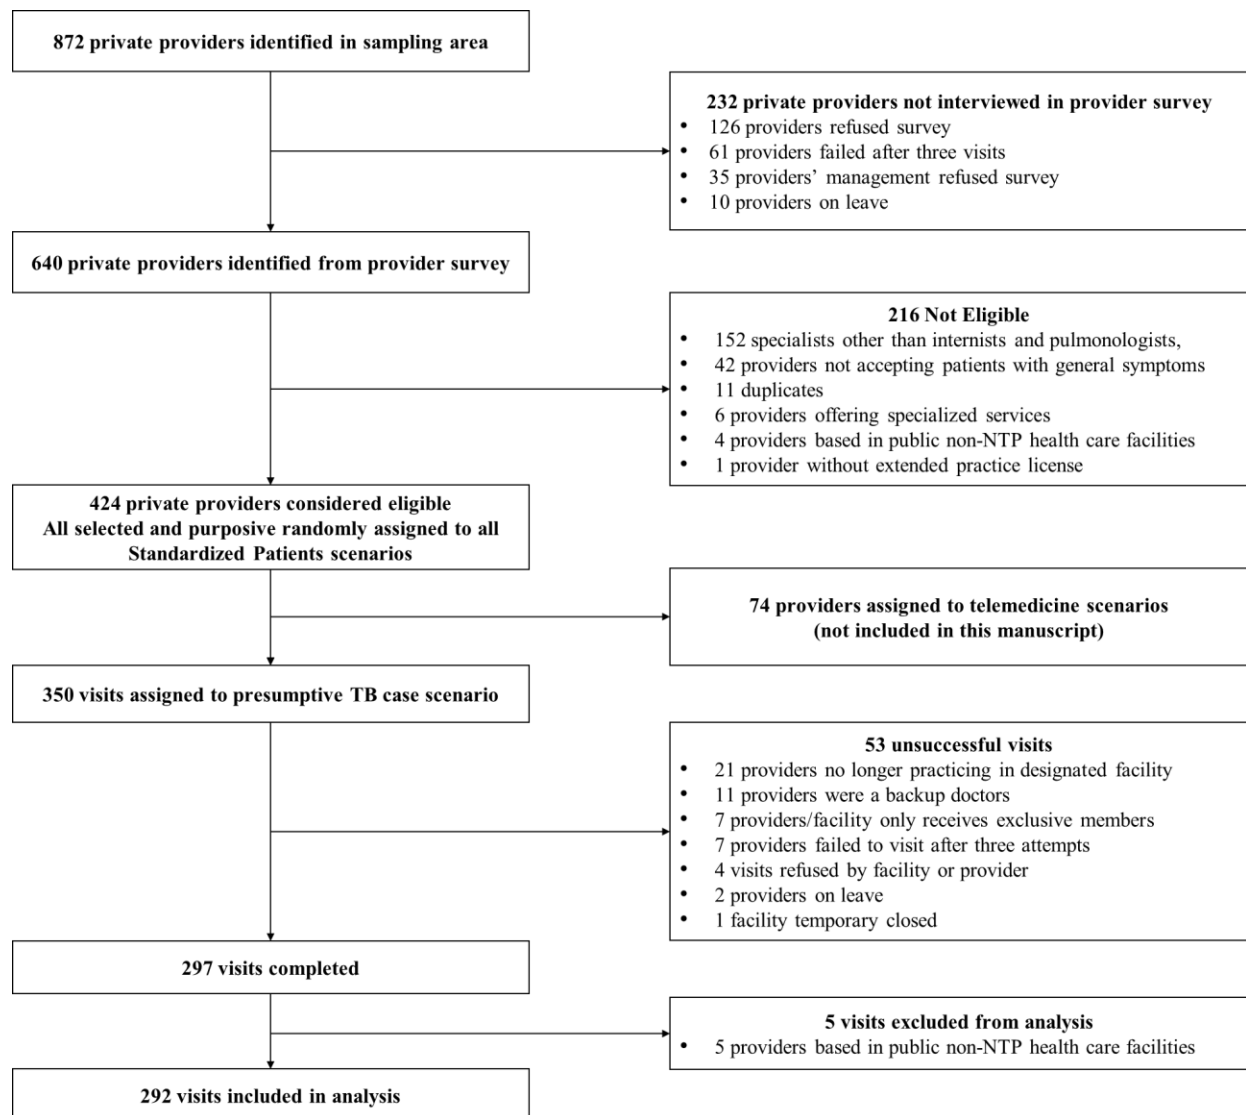 872 private providers identified in sampling area
232 private providers not interviewed in provider survey
• 126 providers refused survey
• 61 providers failed after three visits
• 35 providers’ management refused survey
• 10 providers on leave
640 private providers identified from provider survey
216 Not Eligible
• 152 specialists other than internists and pulmonologists,
• 42 providers not accepting patients with general symptoms
• 11 duplicates
• 6 providers offering specialized services
• 4 providers based in public non-NTP health care facilities
• 1 provider without extended practice license
424 private providers considered eligible
All selected and purposive randomly assigned to all
Standardized Patients scenarios
74 providers assigned to telemedicine scenarios
(not included in this manuscript)
350 visits assigned to presumptive TB case scenario
53 unsuccessful visits
• 21 providers no longer practicing in designated facility
• 11 providers were a backup doctors
• 7 providers/facility only receives exclusive members
• 7 providers failed to visit after three attempts
• 4 visits refused by facility or provider
• 2 providers on leave
• 1 facility temporary closed
297 visits completed
5 visits excluded from analysis
• 5 providers based in public non-NTP health care facilities
292 visits included in analysis